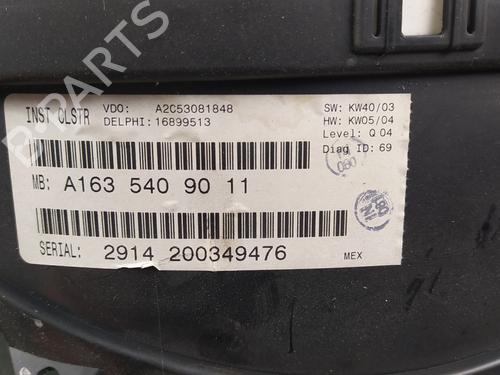 INST CLSTR
VDO: A2C53081848
DELPHI: 16899513
SW: KW40/03
HW: KW05/04
Level: Q 04
Diag ID: 69
MB: A163 540 90 11
SERIAL: 2914 200349476
MEX